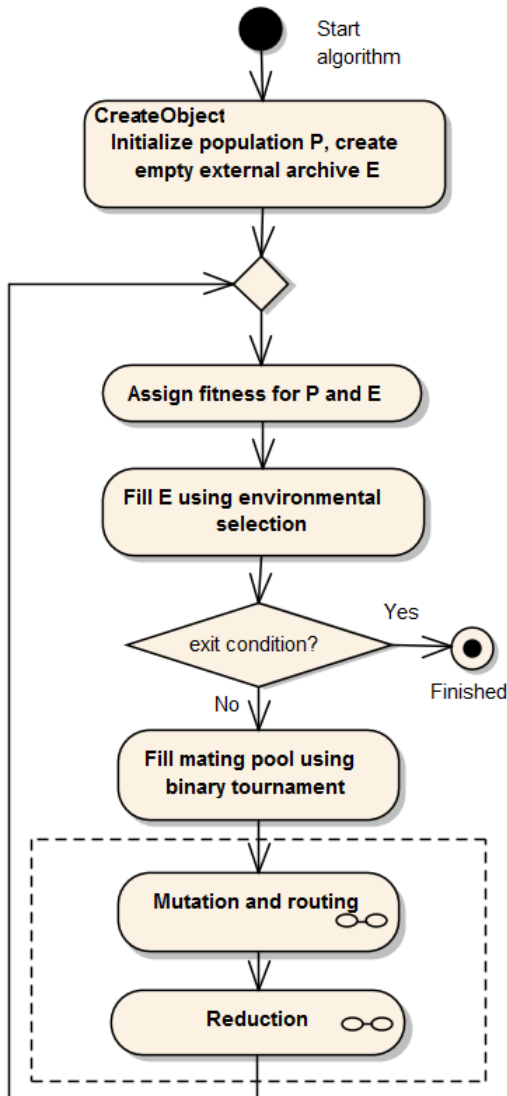 Start
algorithm
CreateObject
Initialize population P, create
empty external archive E
Assign fitness for P and E
Fill E using environmental
selection
exit condition?
Yes
Finished
No
Fill mating pool using
binary tournament
Mutation and routing
Reduction